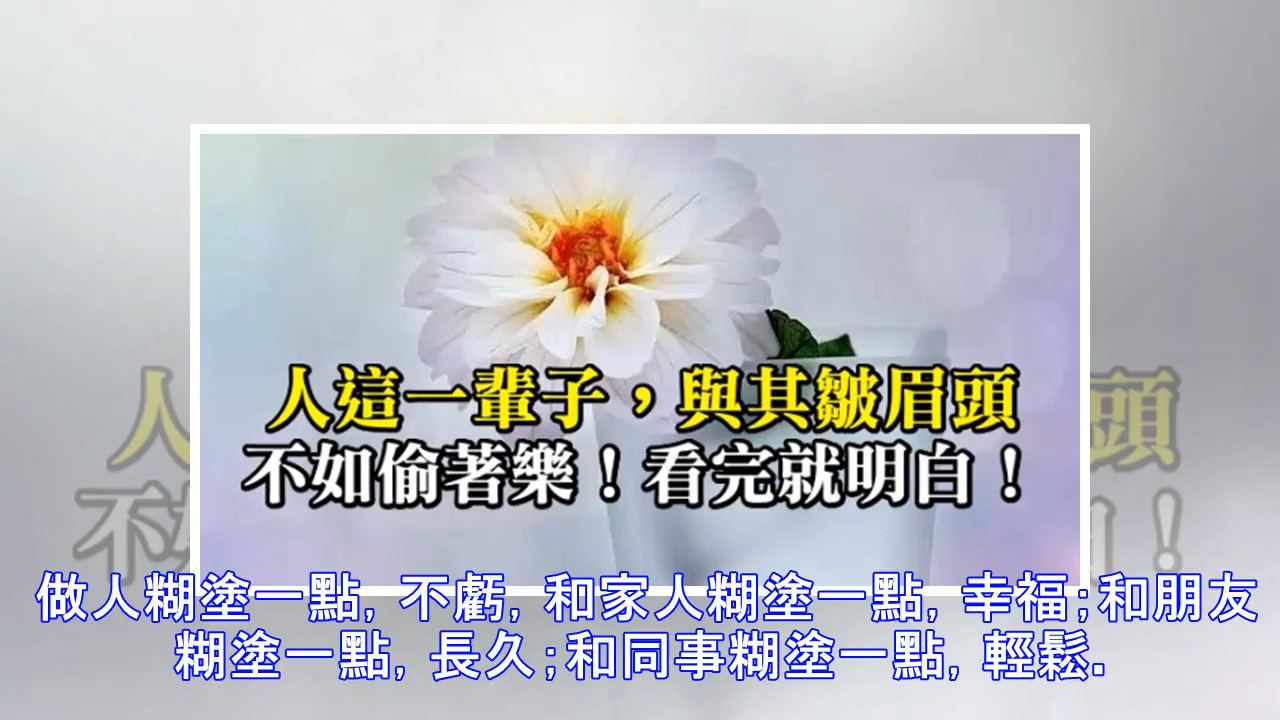 人這一輩子，與其皺眉頭
不如偷著樂！看完就明白！
做人糊塗一點, 不虧, 和家人糊塗一點, 幸福;和朋友
糊塗一點, 長久;和同事糊塗一點, 輕鬆.